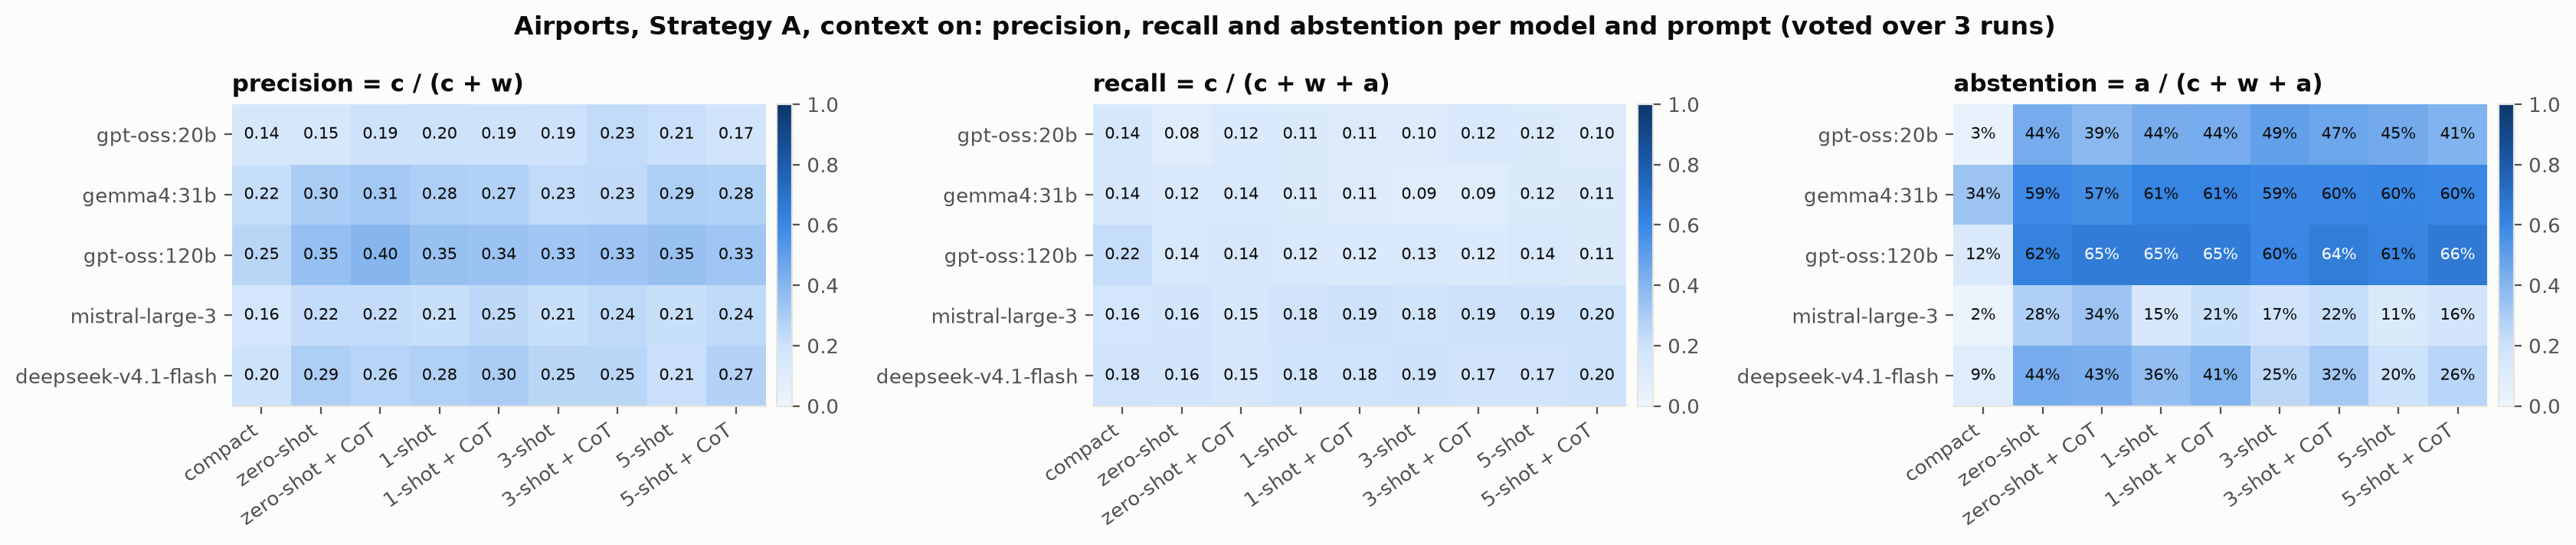 Airports, Strategy A, context on: precision, recall and abstention per model and prompt (voted over 3 runs)
precision = c / (c + w)
gpt-oss:20b 0.14 0.15 0.19 0.20 0.19 0.19 0.23 0.21 0.17
gemma4:31b 0.22 0.30 0.31 0.28 0.27 0.23 0.23 0.29 0.28
gpt-oss:120b 0.25 0.35 0.40 0.35 0.34 0.33 0.33 0.35 0.33
mistral-large-3 0.16 0.22 0.22 0.21 0.25 0.21 0.24 0.21 0.24
deepseek-v4.1-flash 0.20 0.29 0.26 0.28 0.30 0.25 0.25 0.21 0.27
compact zero-shot zero-shot + CoT 1-shot 1-shot + CoT 3-shot 3-shot + CoT 5-shot 5-shot + CoT
1.0
0.8
0.6
0.4
0.2
0.0
recall = c / (c + w + a)
gpt-oss:20b 0.14 0.08 0.12 0.11 0.11 0.10 0.12 0.12 0.10
gemma4:31b 0.14 0.12 0.14 0.11 0.11 0.09 0.09 0.12 0.11
gpt-oss:120b 0.22 0.14 0.14 0.12 0.12 0.13 0.12 0.14 0.11
mistral-large-3 0.16 0.16 0.15 0.18 0.19 0.18 0.19 0.19 0.20
deepseek-v4.1-flash 0.18 0.16 0.15 0.18 0.18 0.19 0.17 0.17 0.20
compact zero-shot zero-shot + CoT 1-shot 1-shot + CoT 3-shot 3-shot + CoT 5-shot 5-shot + CoT
1.0
0.8
0.6
0.4
0.2
0.0
abstention = a / (c + w + a)
gpt-oss:20b 3% 44% 39% 44% 44% 49% 47% 45% 41%
gemma4:31b 34% 59% 57% 61% 61% 59% 60% 60% 60%
gpt-oss:120b 12% 62% 65% 65% 65% 60% 64% 61% 66%
mistral-large-3 2% 28% 34% 15% 21% 17% 22% 11% 16%
deepseek-v4.1-flash 9% 44% 43% 36% 41% 25% 32% 20% 26%
compact zero-shot zero-shot + CoT 1-shot 1-shot + CoT 3-shot 3-shot + CoT 5-shot 5-shot + CoT
1.0
0.8
0.6
0.4
0.2
0.0